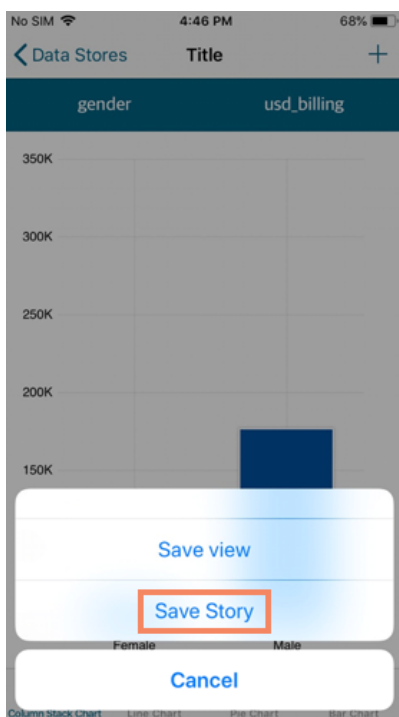 No SIM 4:46 PM 68%
Data Stores Title +
gender usd_billing
350K
300K
250K
200K
150K
Save view
Save Story
Female Male
Cancel
Column Stack Chart Line Chart Pie Chart Bar Chart